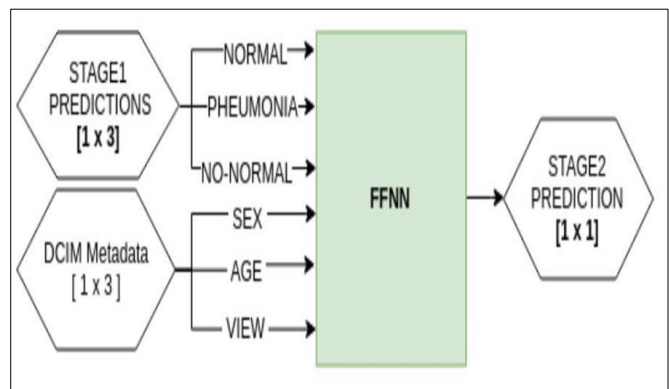 STAGE1
PREDICTIONS
[1 x 3]
NORMAL
PHEUMONIA
NO-NORMAL
DCIM Metadata
[ 1 x 3 ]
SEX
AGE
VIEW
FFNN
STAGE2
PREDICTION
[1 x 1]